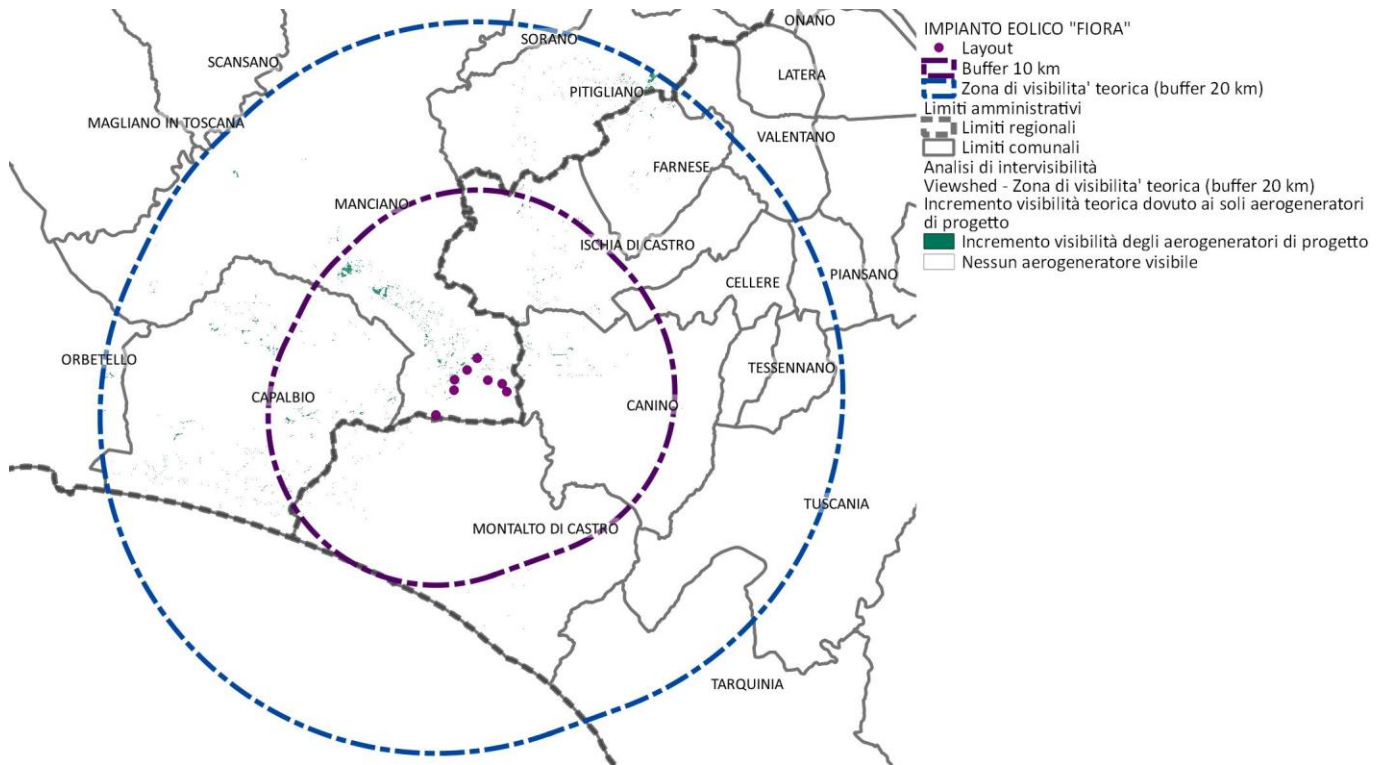 ONANO
SORANO
SCANSANO
LATERA
PITIGLIANO
MAGLIANO IN TOSCANA
VALENTANO
FARNESE
MANCIANO
ISCHIA DI CASTRO
PIANSANO
CELLERE
ORBETELLO
TESSENNANO
CAPALBIO
CANINO
TUSCANIA
MONTALTO DI CASTRO
TARQUINIA
IMPIANTO EOLICO "FIORA"
Layout
Buffer 10 km
Zona di visibilita' teorica (buffer 20 km)
Limiti amministrativi
Limiti regionali
Limiti comunali
Analisi di intervisibilità
Viewshed - Zona di visibilita' teorica (buffer 20 km)
Incremento visibilità teorica dovuto ai soli aerogeneratori
di progetto
Incremento visibilità degli aerogeneratori di progetto
Nessun aerogeneratore visibile